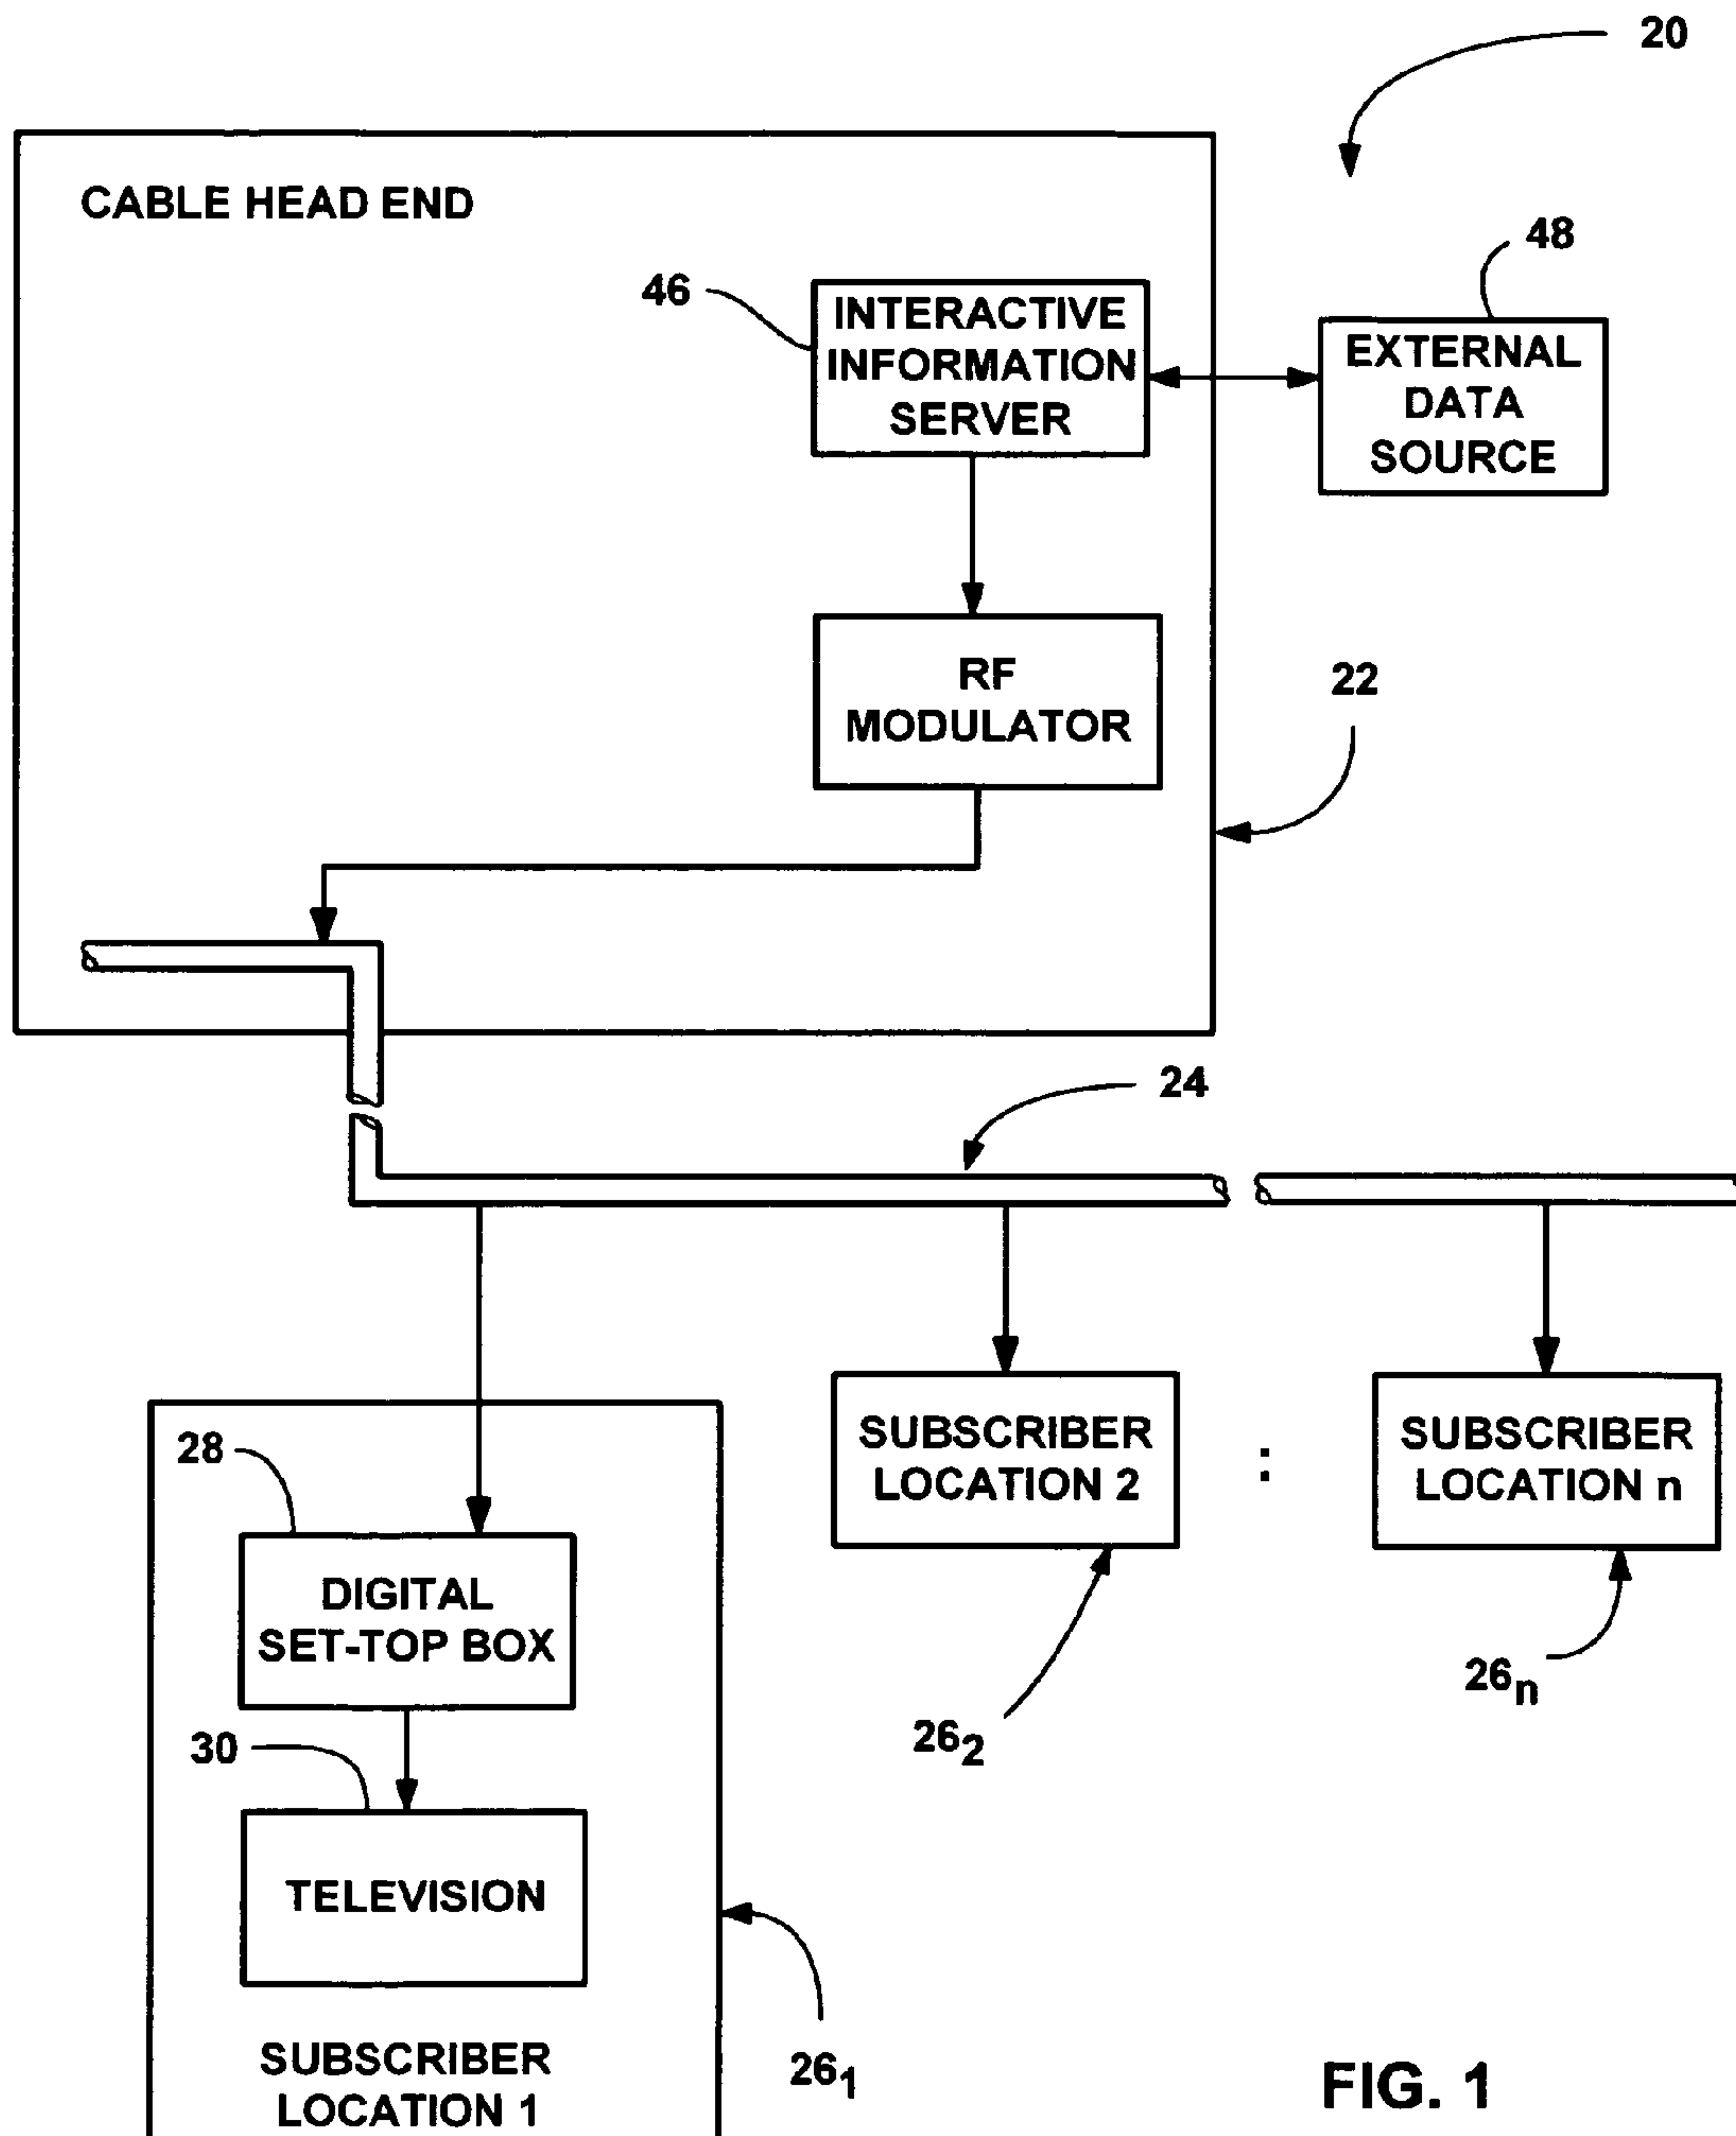 20
CABLE HEAD END
48
46
INTERACTIVE
INFORMATION
SERVER
EXTERNAL
DATA
SOURCE
RF
MODULATOR
22
24
28
SUBSCRIBER
LOCATION 2
:
SUBSCRIBER
LOCATION n
DIGITAL
SET-TOP BOX
26n
262
30
TELEVISION
SUBSCRIBER
LOCATION 1
261
FIG. 1